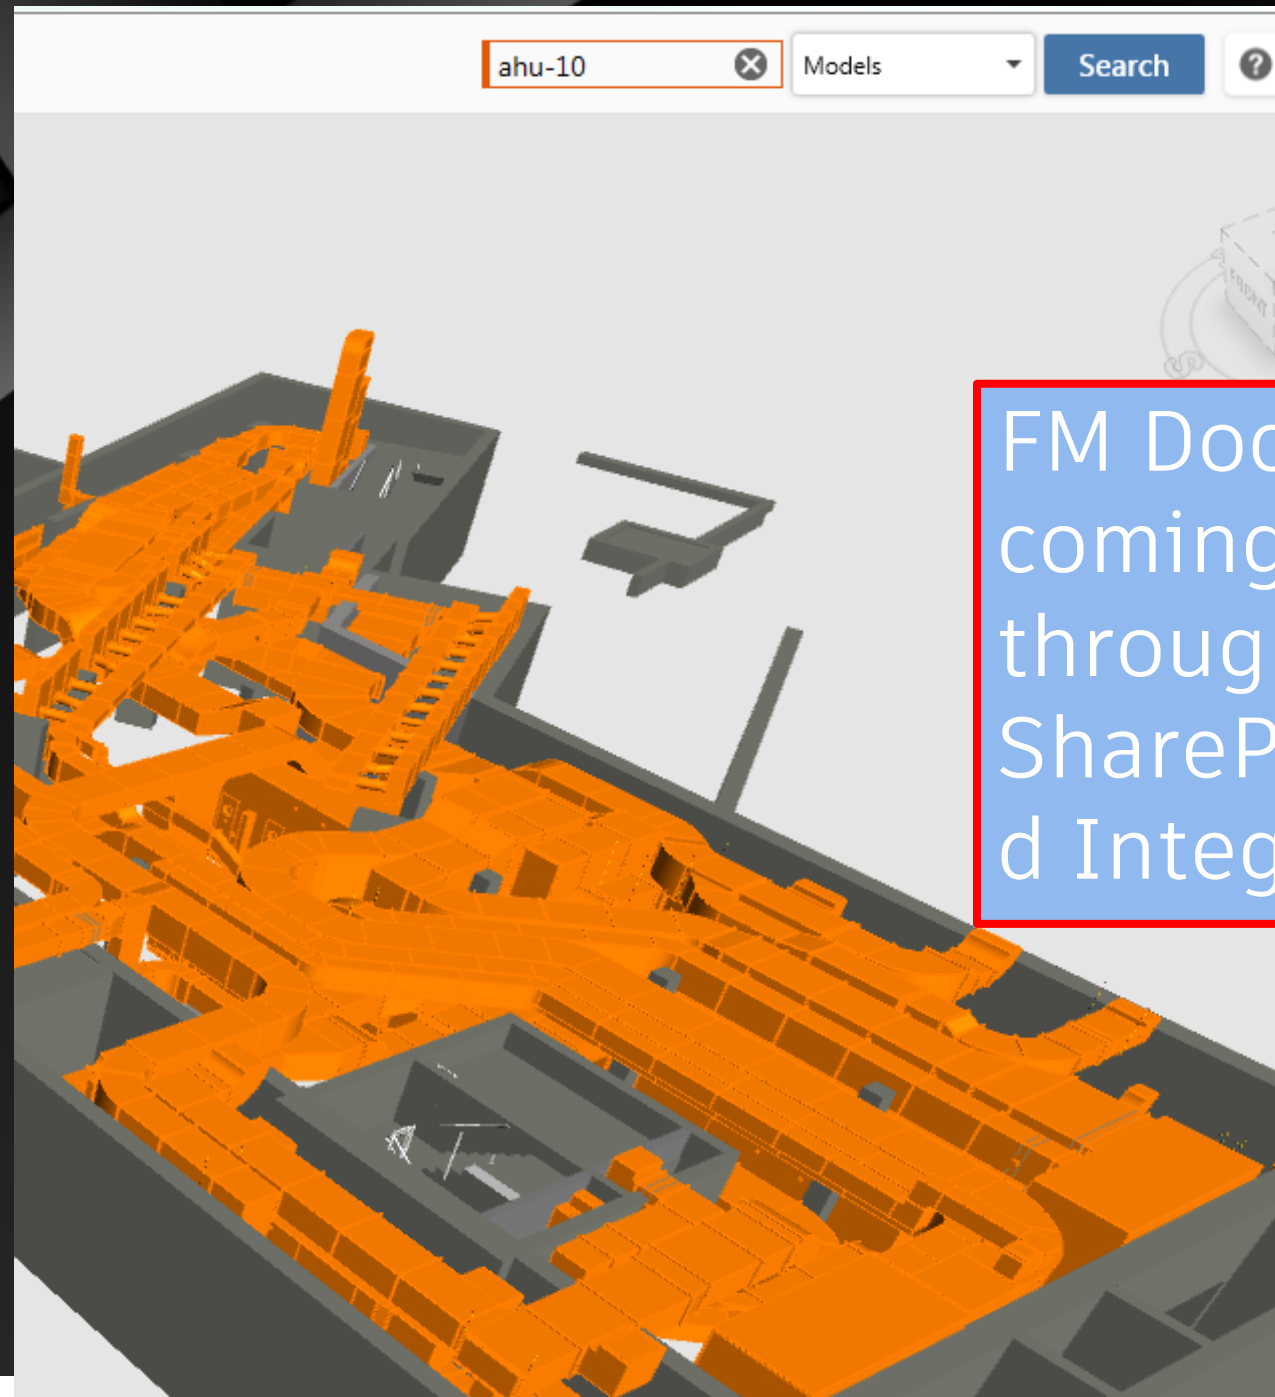 ahu-10
Models
Search
FM Doc
coming
throug
ShareP
d Integ